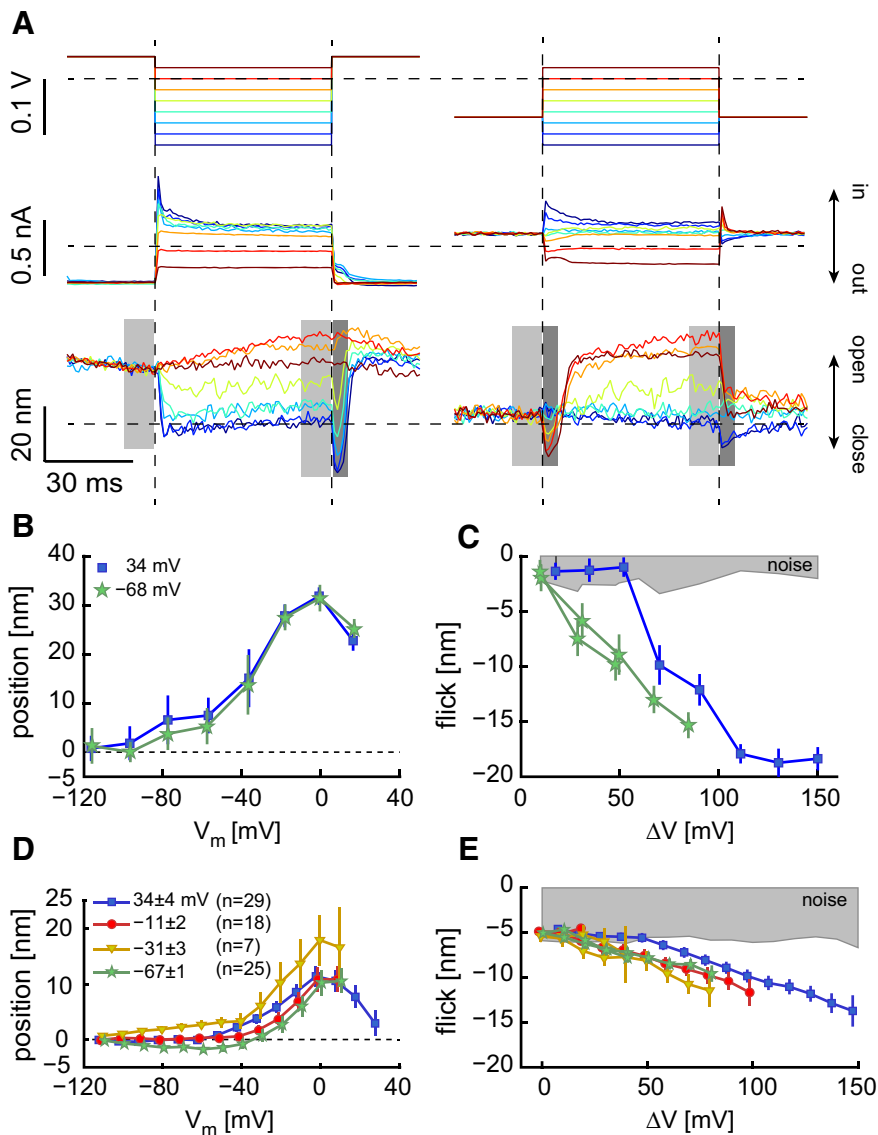 A
0.1 V
0.5 nA
in
out
open
close
20 nm
30 ms
B
position [nm]
40
30
20
10
0
−5
34 mV
−68 mV
−120
−80
−40
0
40
Vm [mV]
C
flick [nm]
0
−5
−10
−15
−20
noise
0
50
100
150
ΔV [mV]
D
position [nm]
25
20
15
10
5
0
−5
34±4 mV (n=29)
−11±2 (n=18)
−31±3 (n=7)
−67±1 (n=25)
−120
−80
−40
0
40
Vm [mV]
E
flick [nm]
0
−5
−10
−15
−20
noise
0
50
100
150
ΔV [mV]